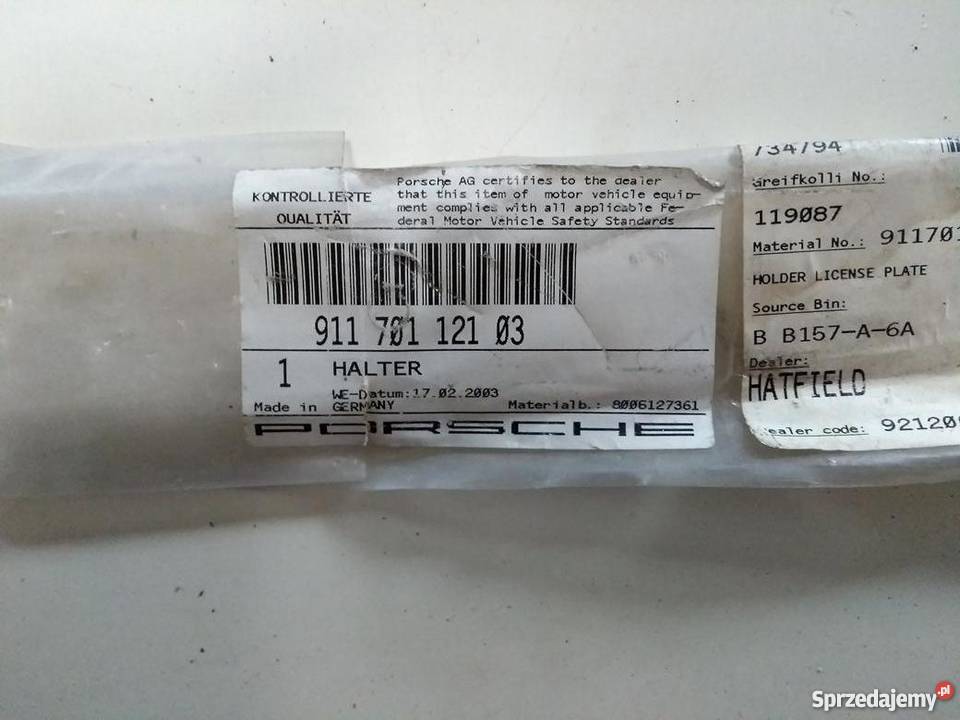 KONTROLLIERTE
QUALITÄT
Porsche AG certifies to the dealer
that this item of motor vehicle equip-
ment complies with all applicable Fe-
deral Motor Vehicle Safety Standards
911 701 121 03
1 HALTER
WE-Datum:17.02.2003
Made in GERMANY Materialb.: 8006127361
PORSCHE
734794
Greifkolli No.:
119087
Material No.: 911701
HOLDER LICENSE PLATE
Source Bin:
B B157-A-6A
Dealer:
HATFIELD
ealer code: 92120
Sprzedajemy.pl